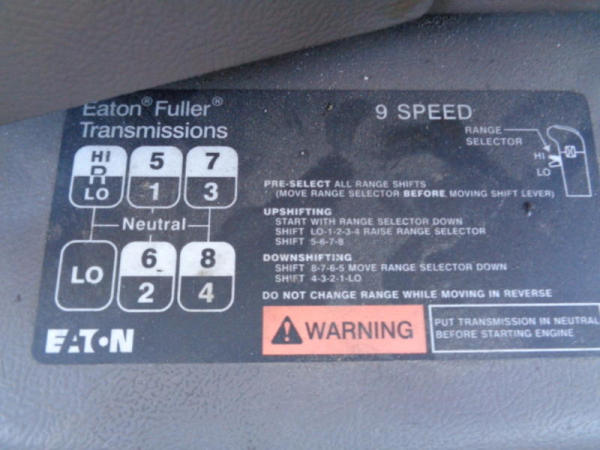 Eaton® Fuller®
Transmissions
9 SPEED
RANGE
SELECTOR
HI
LO
HI
R
LO
5
1
7
3
Neutral
LO
6
2
8
4
PRE-SELECT ALL RANGE SHIFTS
(MOVE RANGE SELECTOR BEFORE MOVING SHIFT LEVER)
UPSHIFTING
START WITH RANGE SELECTOR DOWN
SHIFT LO-1-2-3-4 RAISE RANGE SELECTOR
SHIFT 5-6-7-8
DOWNSHIFTING
SHIFT 8-7-6-5 MOVE RANGE SELECTOR DOWN
SHIFT 4-3-2-1-LO
DO NOT CHANGE RANGE WHILE MOVING IN REVERSE
EATON
WARNING
PUT TRANSMISSION IN NEUTRAL
BEFORE STARTING ENGINE